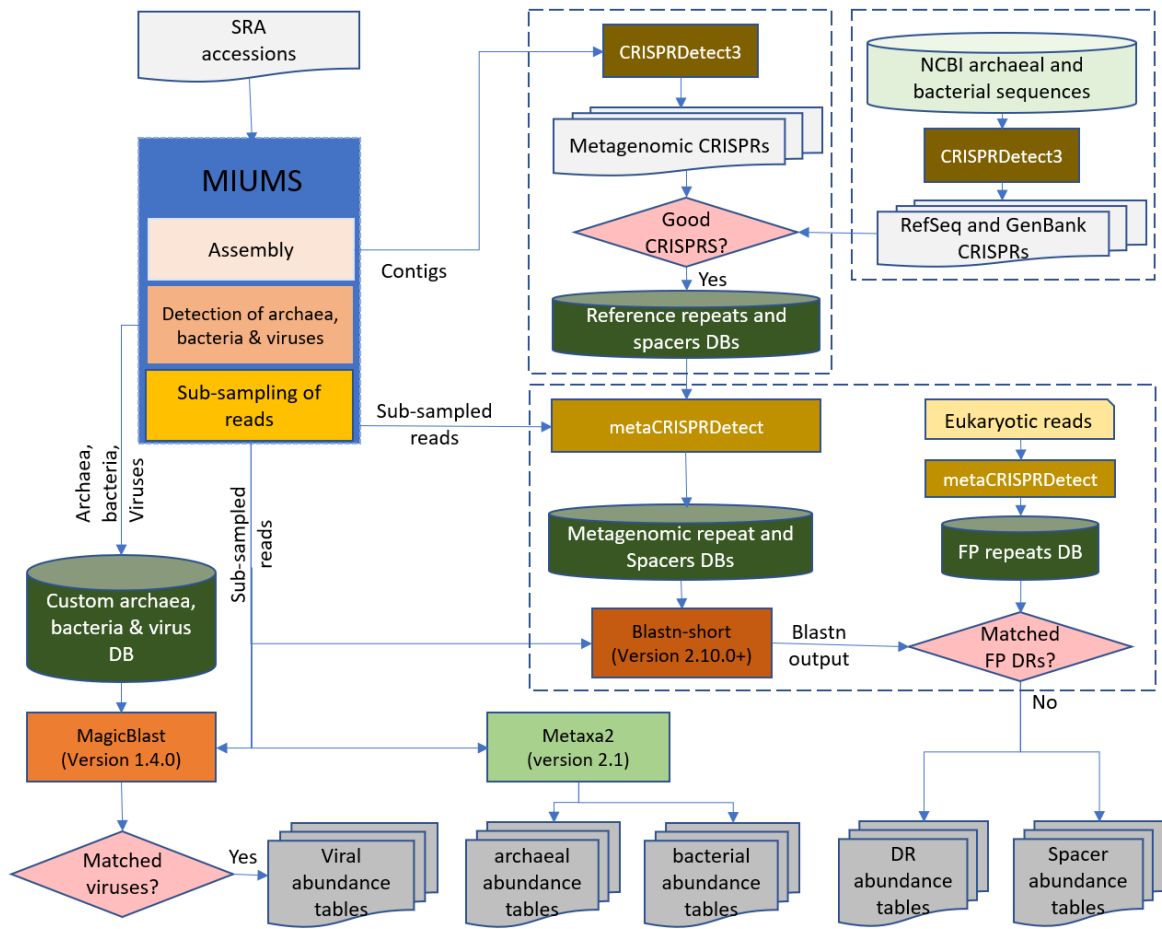 SRA
accessions
MIUMS
Assembly
Detection of archaea,
bacteria & viruses
Sub-sampling of
reads
Contigs
Sub-sampled
reads
Archaea,
bacteria,
Viruses
Sub-sampled
reads
Custom archaea,
bacteria & virus
DB
MagicBlast
(Version 1.4.0)
Matched
viruses?
Yes
Viral
abundance
tables
CRISPRDetect3
Metagenomic CRISPRs
Good
CRISPRS?
Yes
Reference repeats and
spacers DBs
NCBI archaeal and
bacterial sequences
CRISPRDetect3
RefSeq and GenBank
CRISPRs
metaCRISPRDetect
Metagenomic repeat and
Spacers DBs
Blastn-short
(Version 2.10.0+)
Blastn
output
Eukaryotic reads
metaCRISPRDetect
FP repeats DB
Matched
FP DRs?
No
Metaxa2
(version 2.1)
archaeal
abundance
tables
bacterial
abundance
tables
DR
abundance
tables
Spacer
abundance
tables